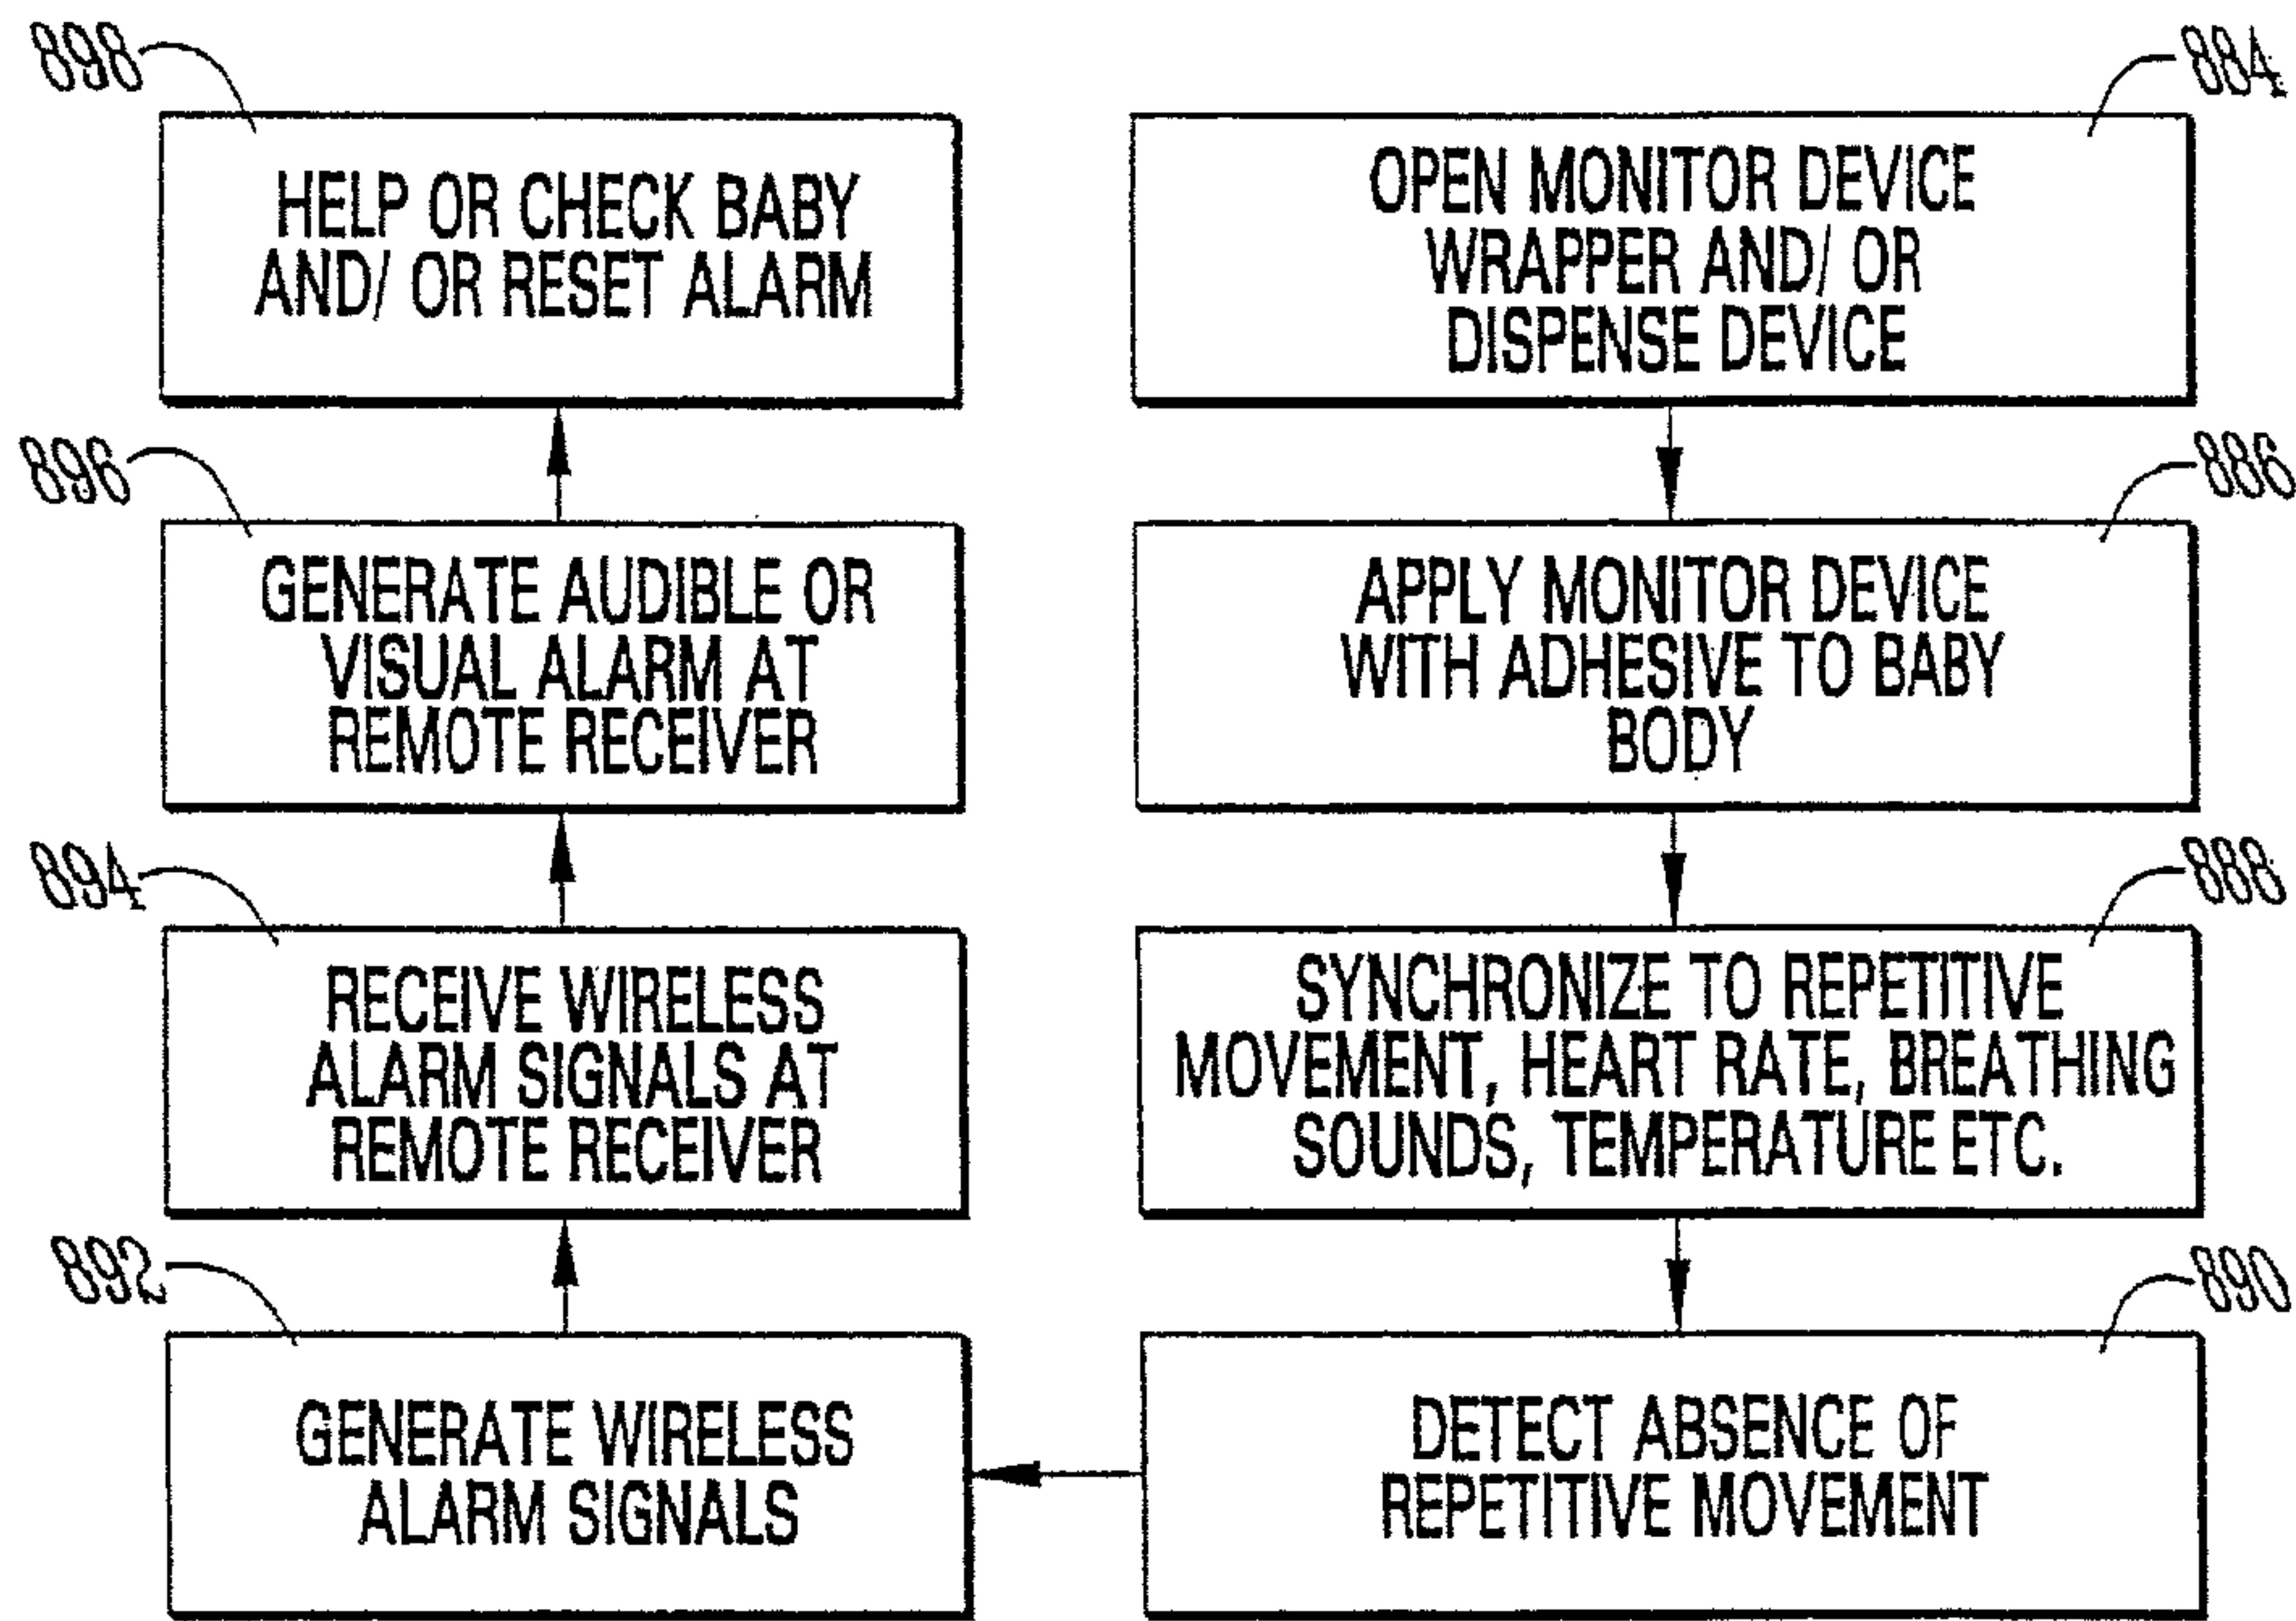 898
HELP OR CHECK BABY
AND/ OR RESET ALARM
896
GENERATE AUDIBLE OR
VISUAL ALARM AT
REMOTE RECEIVER
894
RECEIVE WIRELESS
ALARM SIGNALS AT
REMOTE RECEIVER
892
GENERATE WIRELESS
ALARM SIGNALS
884
OPEN MONITOR DEVICE
WRAPPER AND/ OR
DISPENSE DEVICE
886
APPLY MONITOR DEVICE
WITH ADHESIVE TO BABY
BODY
888
SYNCHRONIZE TO REPETITIVE
MOVEMENT, HEART RATE, BREATHING
SOUNDS, TEMPERATURE ETC.
890
DETECT ABSENCE OF
REPETITIVE MOVEMENT